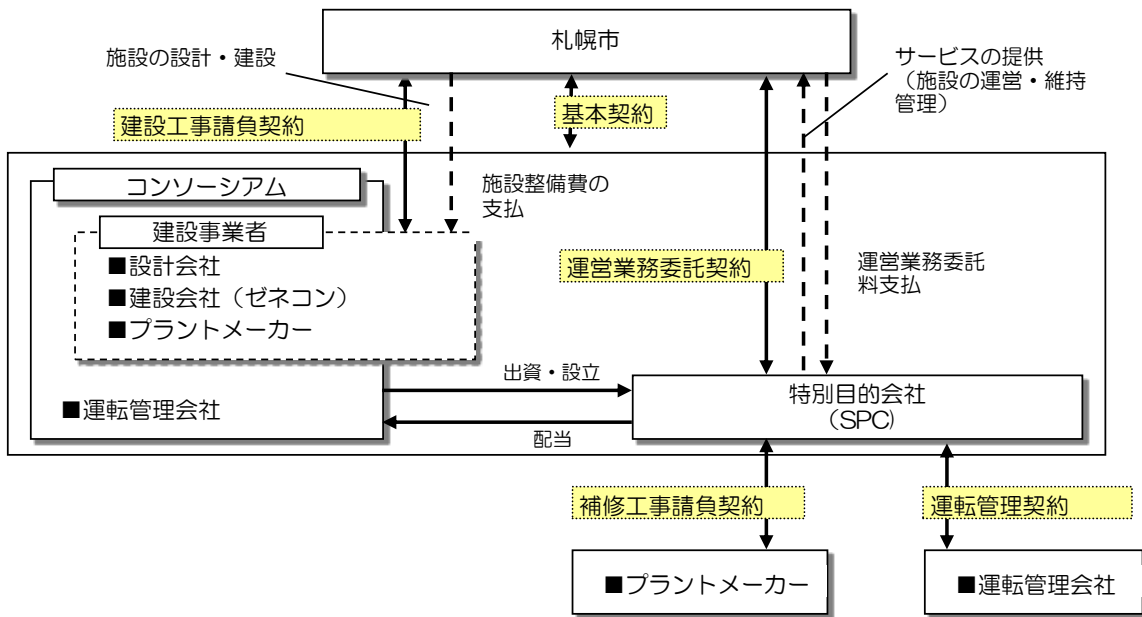 札幌市
施設の設計・建設
サービスの提供
（施設の運営・維持
管理）
建設工事請負契約
基本契約
コンソーシアム
施設整備費の
支払
建設事業者
■設計会社
■建設会社（ゼネコン）
■プラントメーカー
運営業務委託契約
運営業務委託
料支払
出資・設立
■運転管理会社
特別目的会社
（SPC）
配当
補修工事請負契約
運転管理契約
■プラントメーカー
■運転管理会社